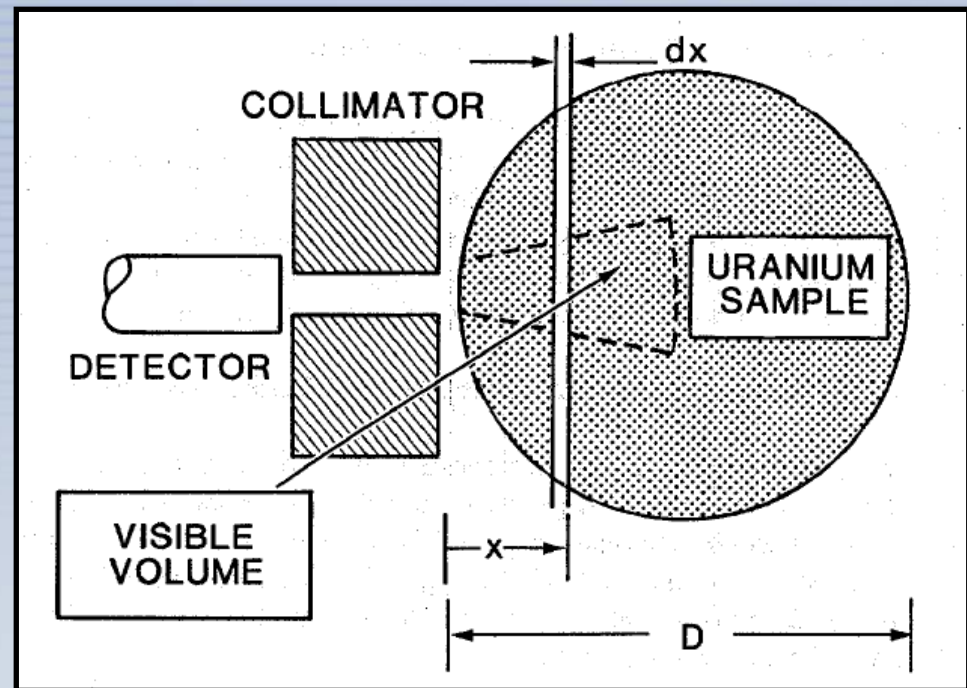 dx
COLLIMATOR
URANIUM
SAMPLE
DETECTOR
VISIBLE
VOLUME
x
D